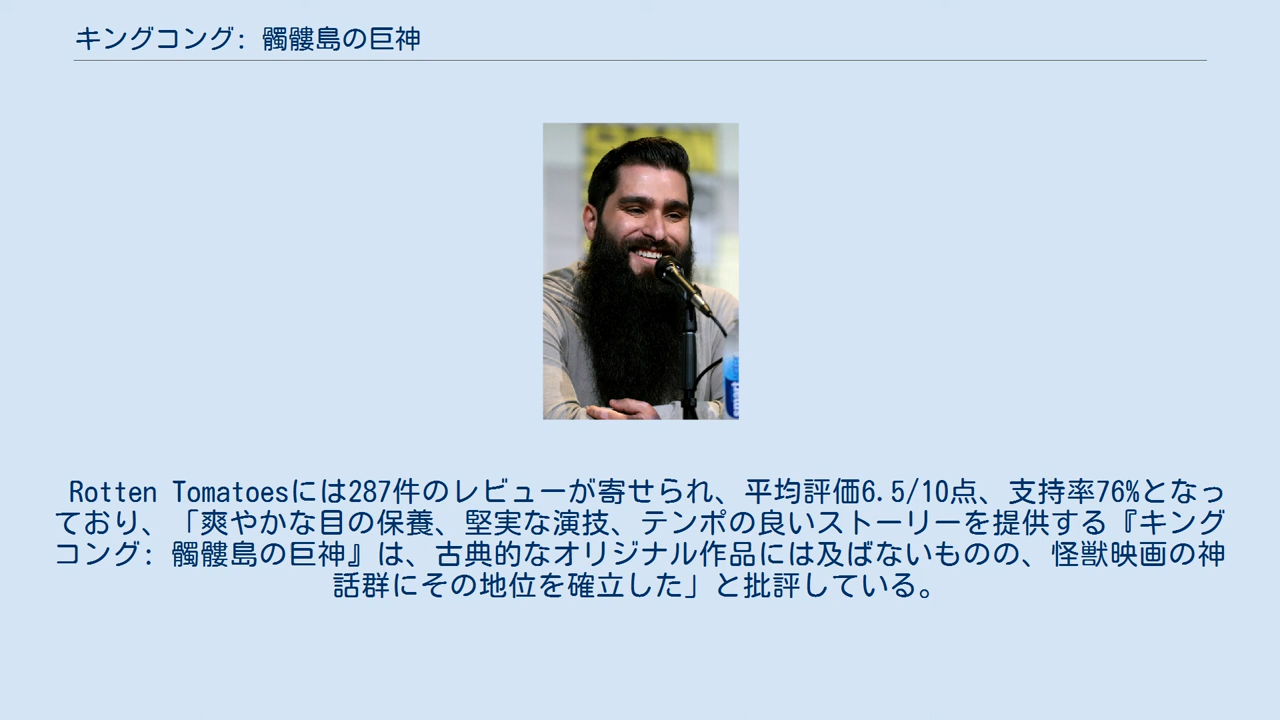 キングコング: 髑髏島の巨神
Rotten Tomatoesには287件のレビューが寄せられ、平均評価6.5/10点、支持率76%となっ
ており、「爽やかな目の保養、堅実な演技、テンポの良いストーリーを提供する『キング
コング: 髑髏島の巨神』は、古典的なオリジナル作品には及ばないものの、怪獣映画の神
話群にその地位を確立した」と批評している。